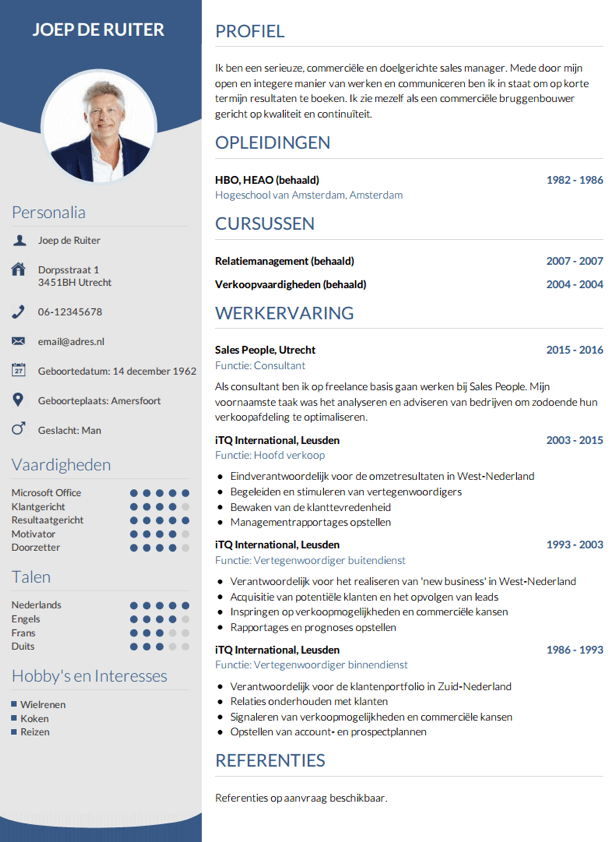 JOEP DE RUITER
Personalia
Joep de Ruiter
Dorpsstraat 1
3451BH Utrecht
06-12345678
email@adres.nl
27
Geboortedatum: 14 december 1962
Geboorteplaats: Amersfoort
Geslacht: Man
Vaardigheden
Microsoft Office
Klantgericht
Resultaatgericht
Motivator
Doorzetter
Talen
Nederlands
Engels
Frans
Duits
Hobby's en Interesses
Wielrenen
Koken
Reizen
PROFIEL
Ik ben een serieuze, commerciële en doelgerichte sales manager. Mede door mijn
open en integere manier van werken en communiceren ben ik in staat om op korte
termijn resultaten te boeken. Ik zie mezelf als een commerciële bruggenbouwer
gericht op kwaliteit en continuïteit.
OPLEIDINGEN
HBO, HEAO (behaald) 1982 - 1986
Hogeschool van Amsterdam, Amsterdam
CURSUSSEN
Relatiemanagement (behaald) 2007 - 2007
Verkoopvaardigheden (behaald) 2004 - 2004
WERKERVARING
Sales People, Utrecht 2015 - 2016
Functie: Consultant
Als consultant ben ik op freelance basis gaan werken bij Sales People. Mijn
voornaamste taak was het analyseren en adviseren van bedrijven om zodoende hun
verkoopafdeling te optimaliseren.
iTQ International, Leusden 2003 - 2015
Functie: Hoofd verkoop
• Eindverantwoordelijk voor de omzetresultaten in West-Nederland
• Begeleiden en stimuleren van vertegenwoordigers
• Bewaken van de klanttevredenheid
• Managementrapportages opstellen
iTQ International, Leusden 1993 - 2003
Functie: Vertegenwoordiger buitendienst
• Verantwoordelijk voor het realiseren van 'new business' in West-Nederland
• Acquisitie van potentiële klanten en het opvolgen van leads
• Inspringen op verkoopmogelijkheden en commerciële kansen
• Rapportages en prognoses opstellen
iTQ International, Leusden 1986 - 1993
Functie: Vertegenwoordiger binnendienst
• Verantwoordelijk voor de klantenportfolio in Zuid-Nederland
• Relaties onderhouden met klanten
• Signaleren van verkoopmogelijkheden en commerciële kansen
• Opstellen van account- en prospectplannen
REFERENTIES
Referenties op aanvraag beschikbaar.